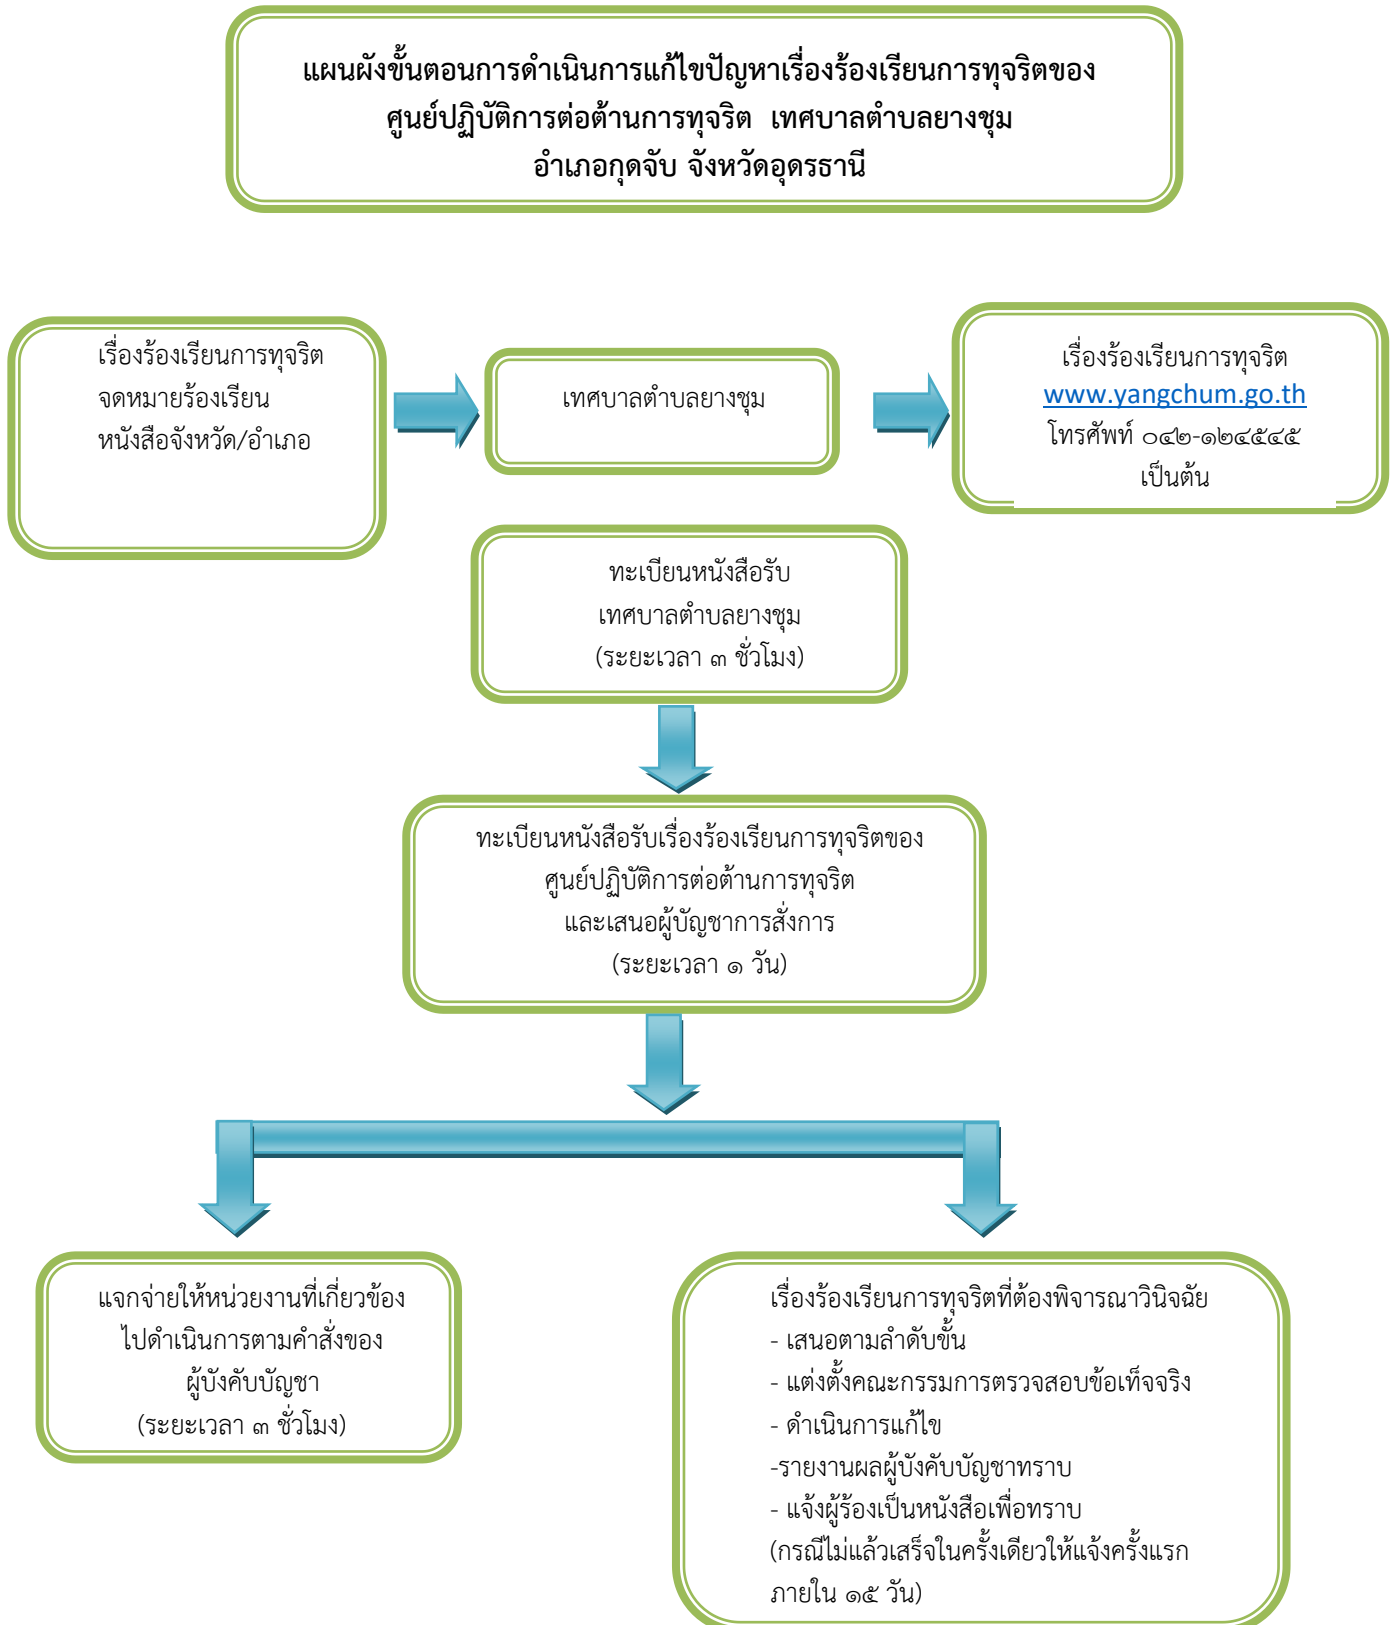 แผนผังขั้นตอนการดำเนินการแก้ไขปัญหาเรื่องร้องเรียนการทุจริตของ
ศูนย์ปฏิบัติการต่อต้านการทุจริต เทศบาลตำบลยางชุม
อำเภอกุดจับ จังหวัดอุดรธานี
เรื่องร้องเรียนการทุจริต
จดหมายร้องเรียน
หนังสือจังหวัด/อำเภอ
เทศบาลตำบลยางชุม
เรื่องร้องเรียนการทุจริต
www.yangchum.go.th
โทรศัพท์ ๐๔๒-๑๒๔๕๔๕
เป็นต้น
ทะเบียนหนังสือรับ
เทศบาลตำบลยางชุม
(ระยะเวลา ๓ ชั่วโมง)
ทะเบียนหนังสือรับเรื่องร้องเรียนการทุจริตของ
ศูนย์ปฏิบัติการต่อต้านการทุจริต
และเสนอผู้บัญชาการสั่งการ
(ระยะเวลา ๑ วัน)
แจกจ่ายให้หน่วยงานที่เกี่ยวข้อง
ไปดำเนินการตามคำสั่งของ
ผู้บังคับบัญชา
(ระยะเวลา ๓ ชั่วโมง)
เรื่องร้องเรียนการทุจริตที่ต้องพิจารณาวินิจฉัย
- เสนอตามลำดับขั้น
- แต่งตั้งคณะกรรมการตรวจสอบข้อเท็จจริง
- ดำเนินการแก้ไข
-รายงานผลผู้บังคับบัญชาทราบ
- แจ้งผู้ร้องเป็นหนังสือเพื่อทราบ
(กรณีไม่แล้วเสร็จในครั้งเดียวให้แจ้งครั้งแรก
ภายใน ๑๕ วัน)